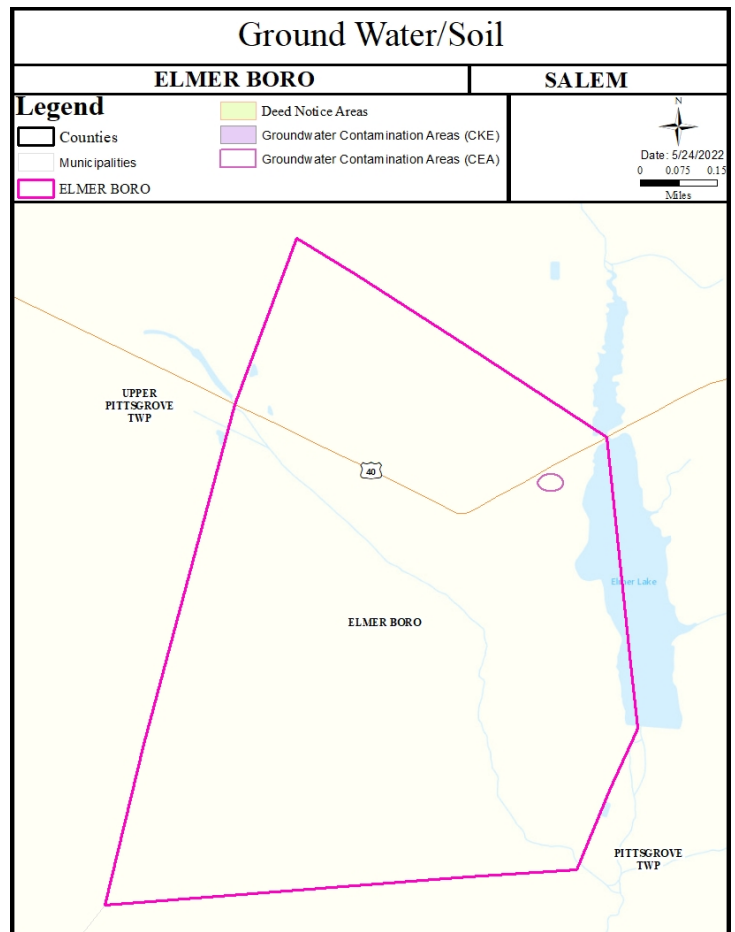 Ground Water/Soil
ELMER BORO
SALEM
Legend
Counties
Municipalities
ELMER BORO
Deed Notice Areas
Groundwater Contamination Areas (CKE)
Groundwater Contamination Areas (CEA)
N
Date: 5/24/2022
0 0.075 0.15
Miles
UPPER
PITTSGROVE
TWP
40
Elmer Lake
ELMER BORO
PITTSGROVE
TWP